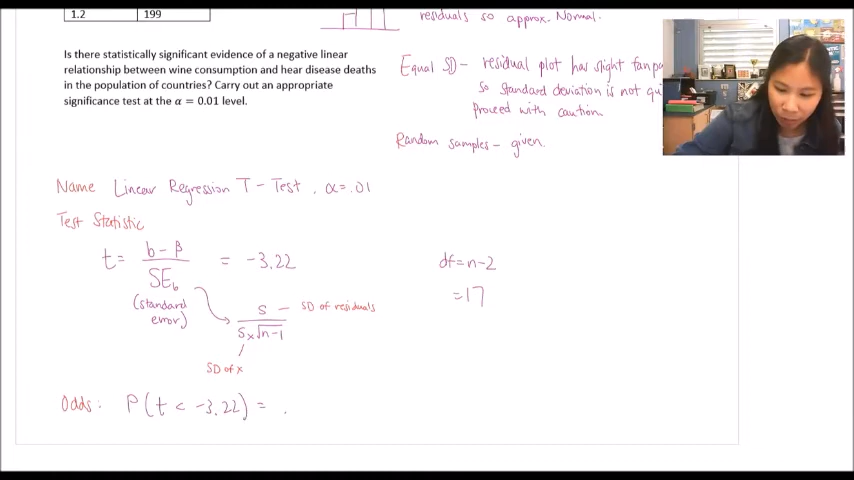 1.2 199
residuals so approx. Normal.
Is there statistically significant evidence of a negative linear
relationship between wine consumption and hear disease deaths
in the population of countries? Carry out an appropriate
significance test at the α = 0.01 level.
Equal SD - residual plot has slight fan pa
so standard deviation is not qu
proceed with caution.
Random samples - given.
Name Linear Regression T-Test, α=.01
Test Statistic
t = b-β / SE_b = -3.22
(standard
error)
s / s_x√n-1
SD of residuals
SD of x
df = n-2
= 17
Odds: P(t < -3.22) = .